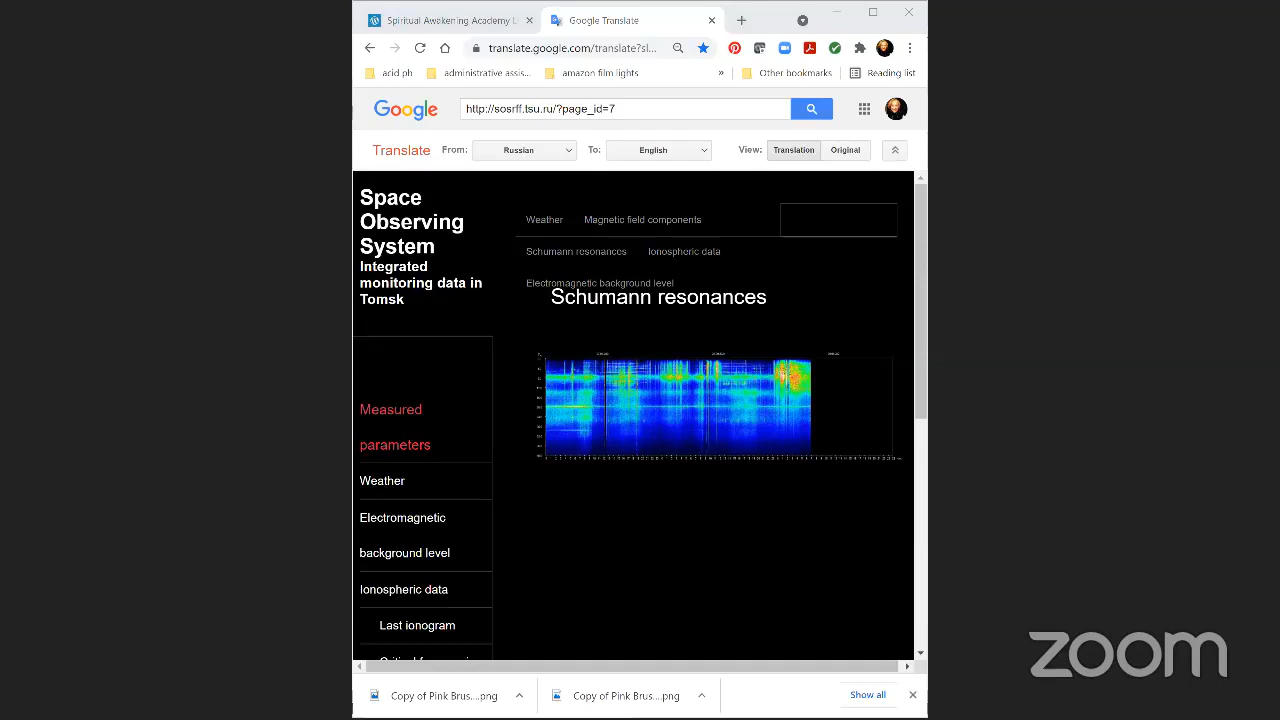 Spiritual Awakening Academy L
Google Translate
translate.google.com/translate?sl...
acid ph
administrative assis...
amazon film lights
»
Other bookmarks
Reading list
Google
http://sosrff.tsu.ru/?page_id=7
Translate
From:
Russian
To:
English
View:
Translation
Original
Space
Observing
System
Integrated
monitoring data in
Tomsk
Weather
Magnetic field components
Schumann resonances
Ionospheric data
Electromagnetic background level
Schumann resonances
Measured
parameters
Weather
Electromagnetic
background level
Ionospheric data
Last ionogram
Copy of Pink Brus....png
Copy of Pink Brus....png
Show all
zoom